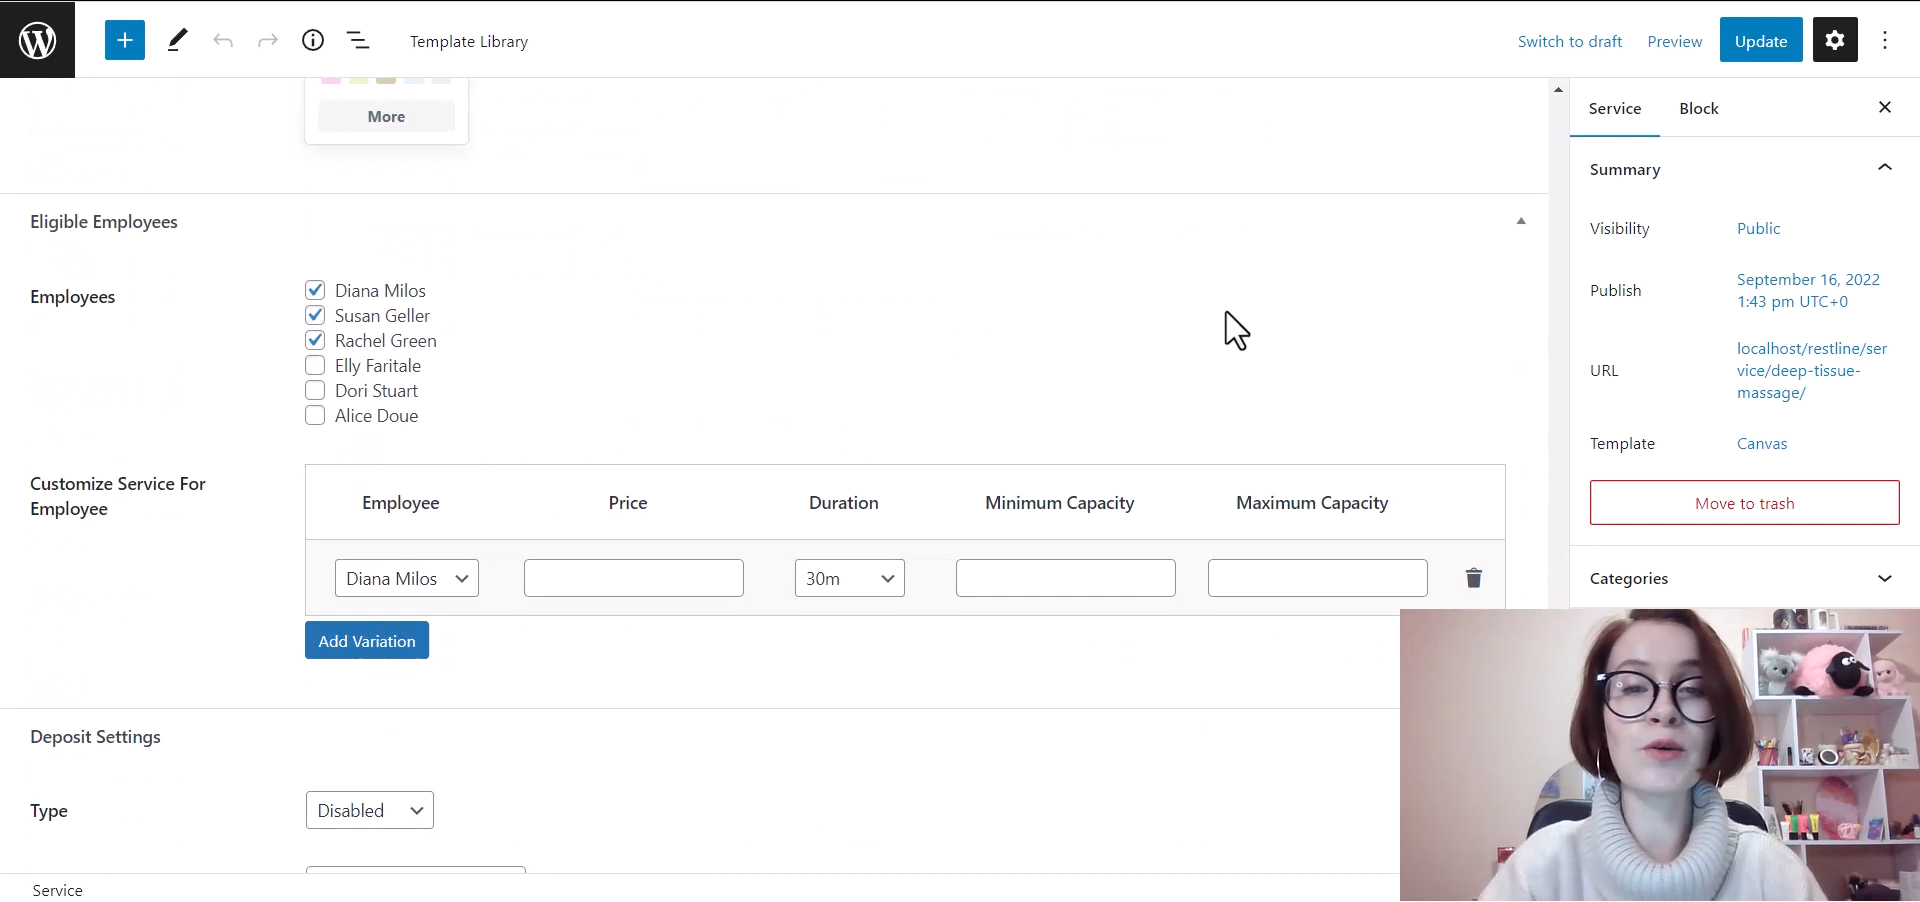 Template Library
Switch to draft
Preview
Update
More
Service
Block
Summary
Visibility
Public
Publish
September 16, 2022
1:43 pm UTC+0
URL
localhost/restline/ser
vice/deep-tissue-
massage/
Template
Canvas
Move to trash
Categories
Eligible Employees
Employees
Diana Milos
Susan Geller
Rachel Green
Elly Faritale
Dori Stuart
Alice Doue
Customize Service For
Employee
Employee
Price
Duration
Minimum Capacity
Maximum Capacity
Diana Milos
30m
Add Variation
Deposit Settings
Type
Disabled
Service